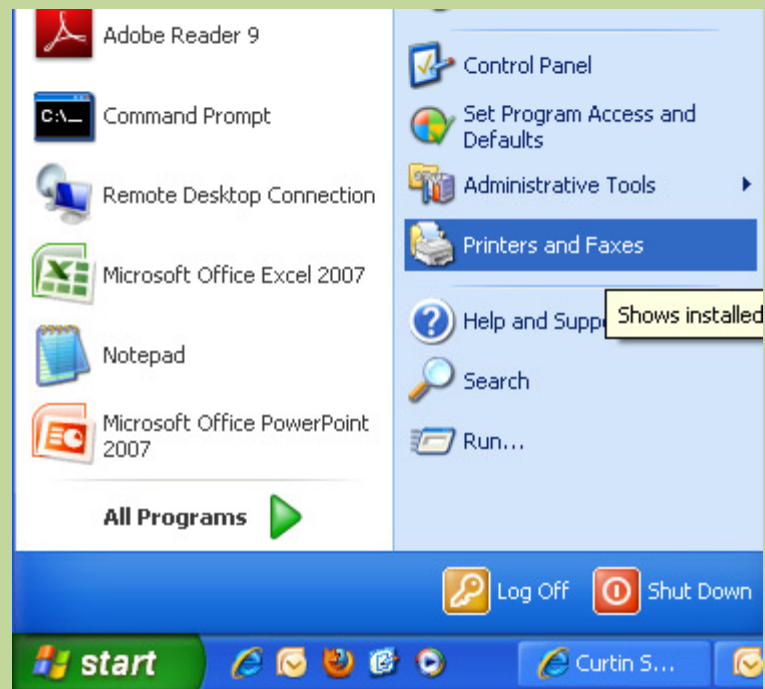 Adobe Reader 9
C:\_
Command Prompt
Remote Desktop Connection
Microsoft Office Excel 2007
Notepad
Microsoft Office PowerPoint
2007
All Programs
Control Panel
Set Program Access and
Defaults
Administrative Tools
Printers and Faxes
Shows installed
Help and Supp
Search
Run...
Log Off
Shut Down
start
Curtin S...